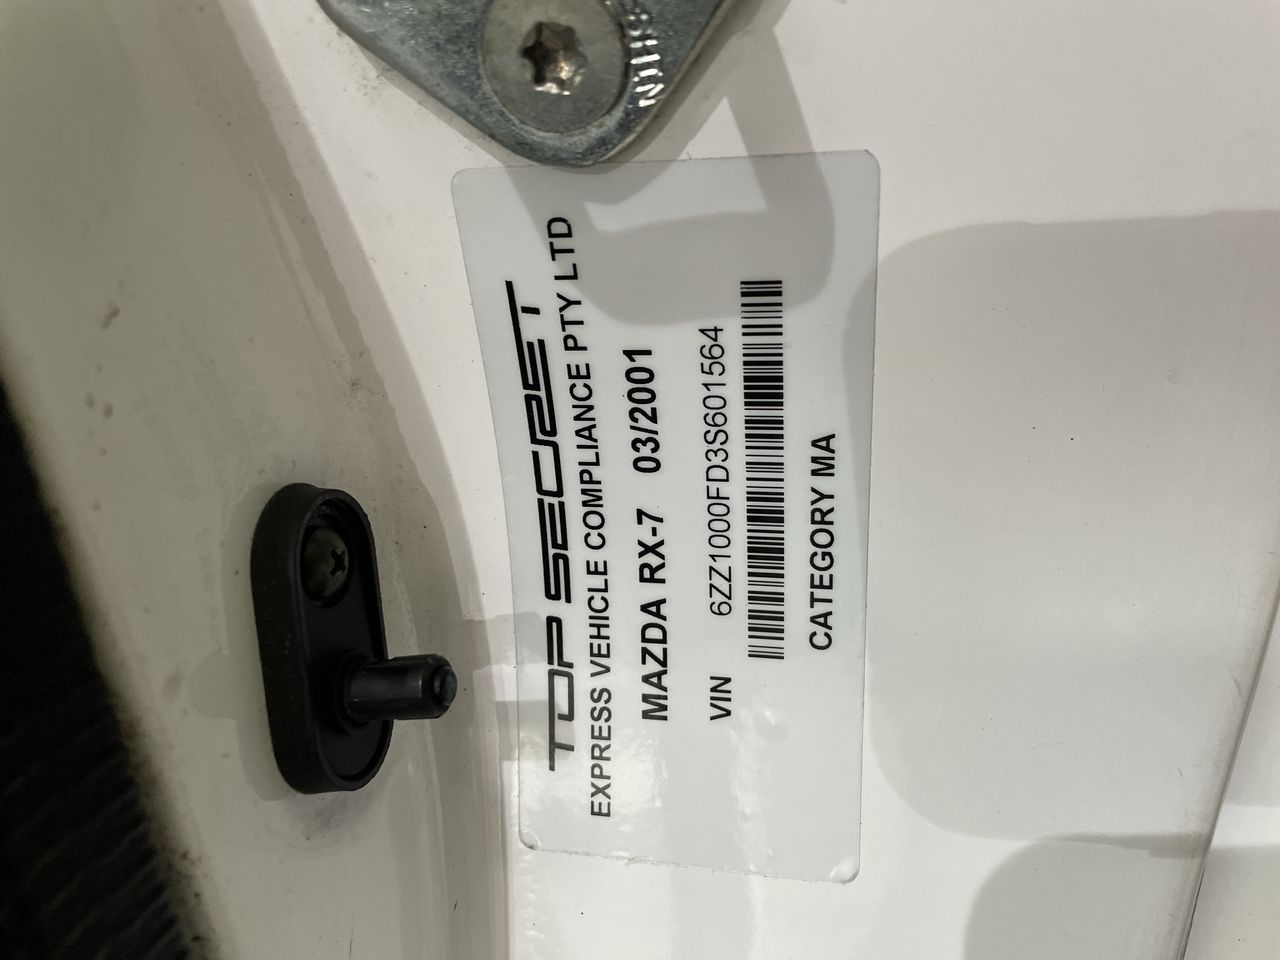 TOP SECRET
EXPRESS VEHICLE COMPLIANCE PTY LTD
MAZDA RX-7 03/2001
VIN 6ZZ1000FD3S601564
CATEGORY MA